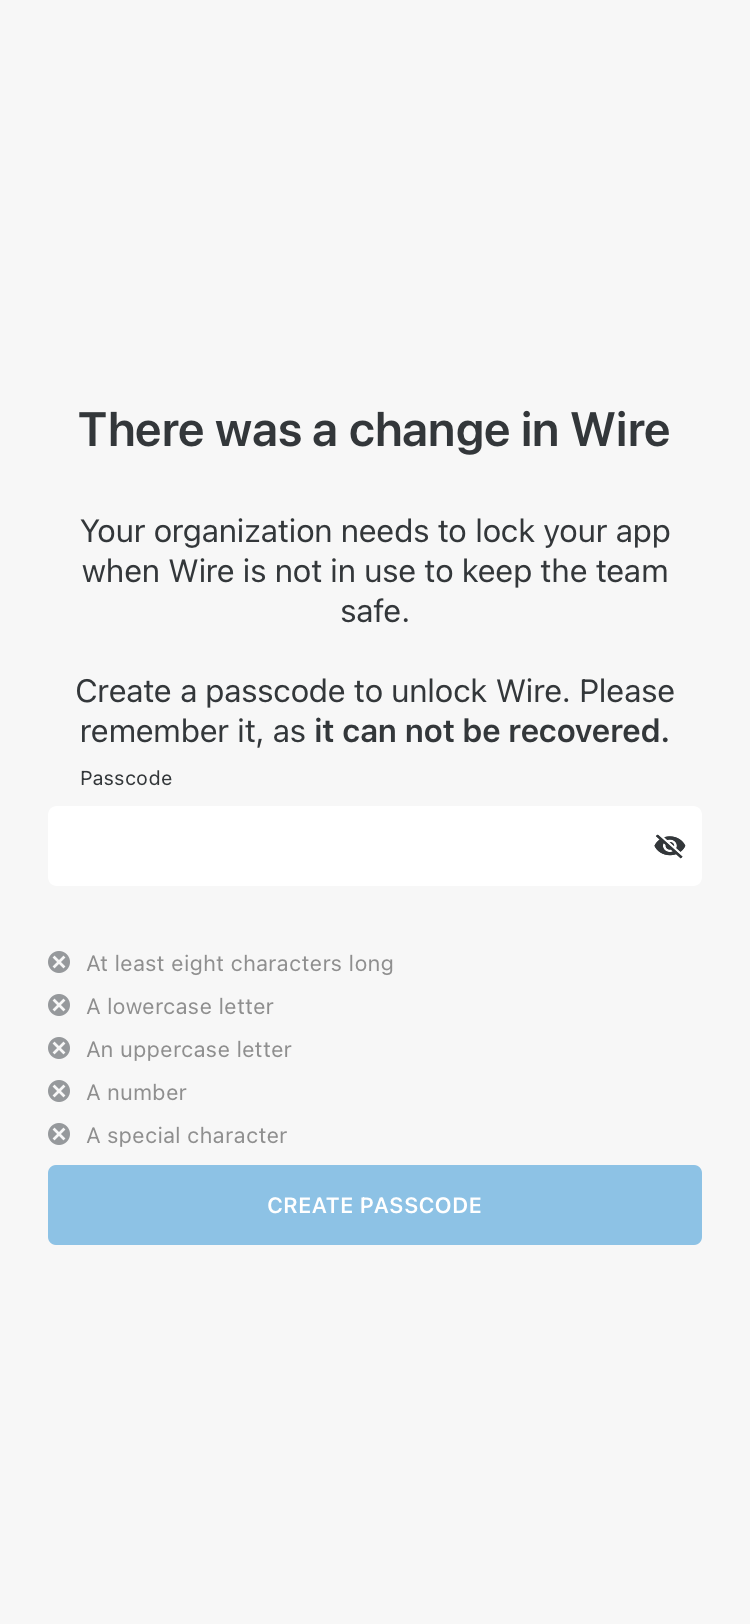 There was a change in Wire
Your organization needs to lock your app
when Wire is not in use to keep the team
safe.
Create a passcode to unlock Wire. Please
remember it, as it can not be recovered.
Passcode
At least eight characters long
A lowercase letter
An uppercase letter
A number
A special character
CREATE PASSCODE